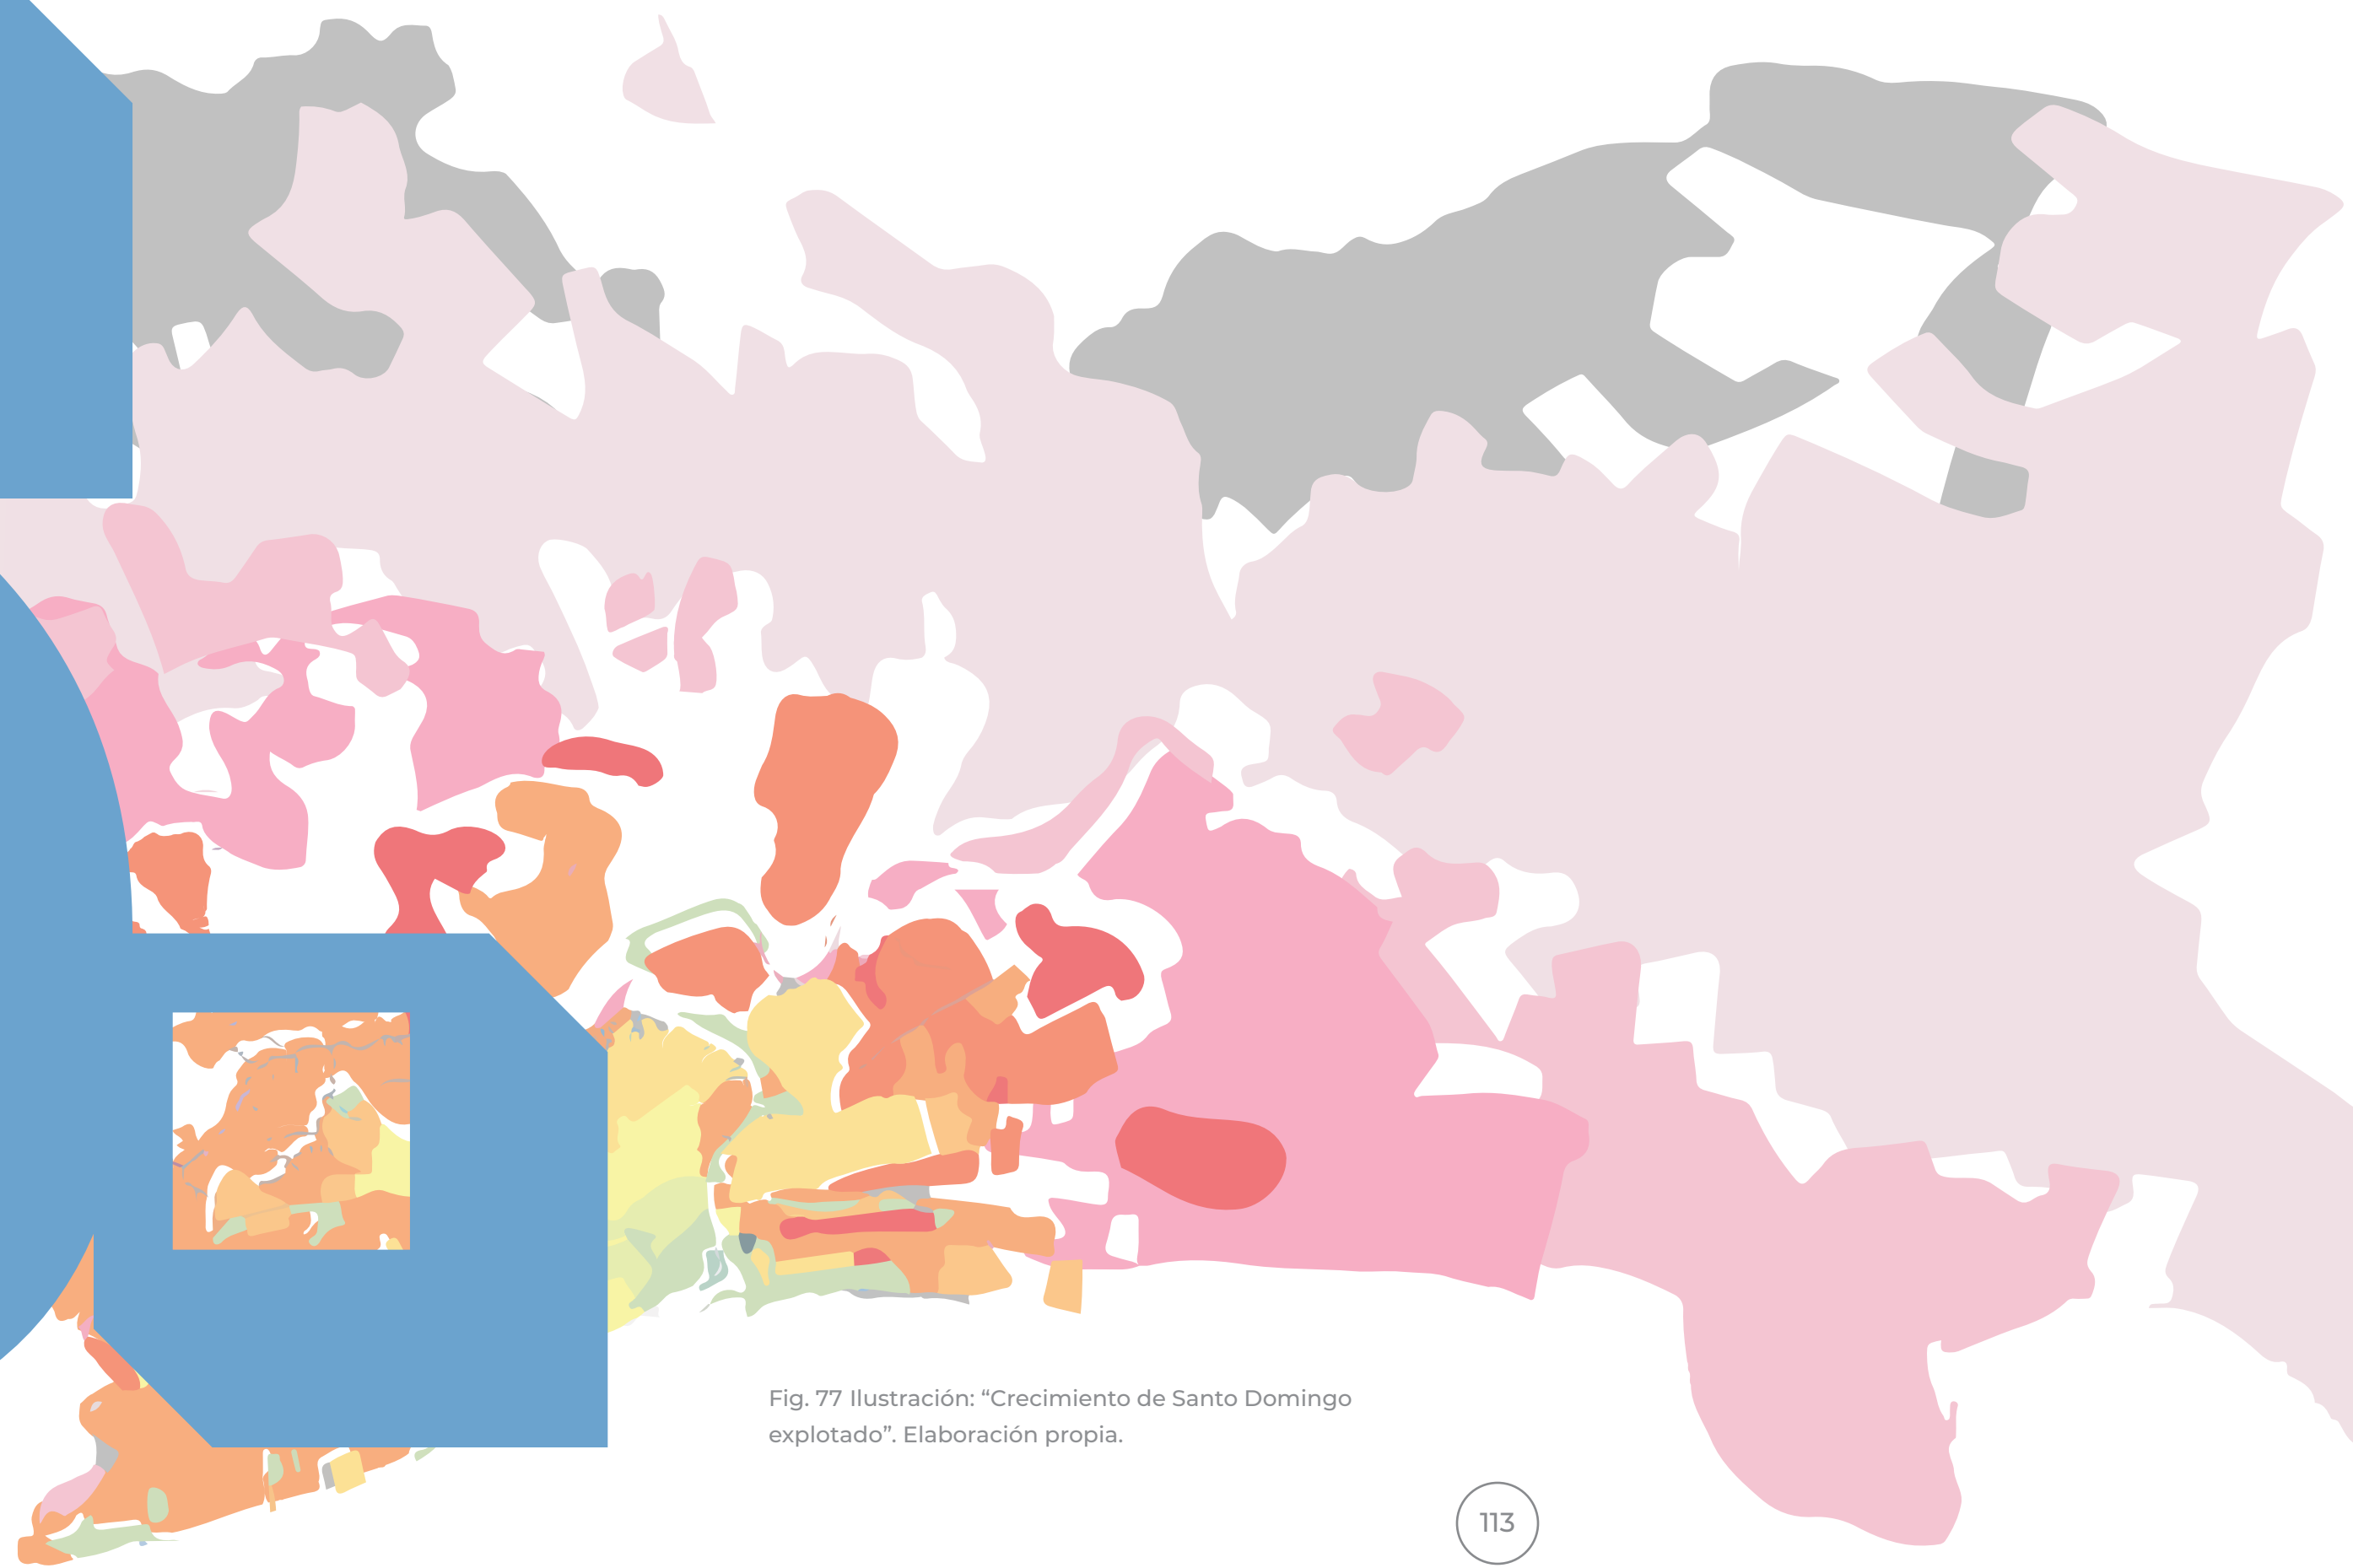 Fig. 77 Ilustración: “Crecimiento de Santo Domingo
explotado”. Elaboración propia.
113